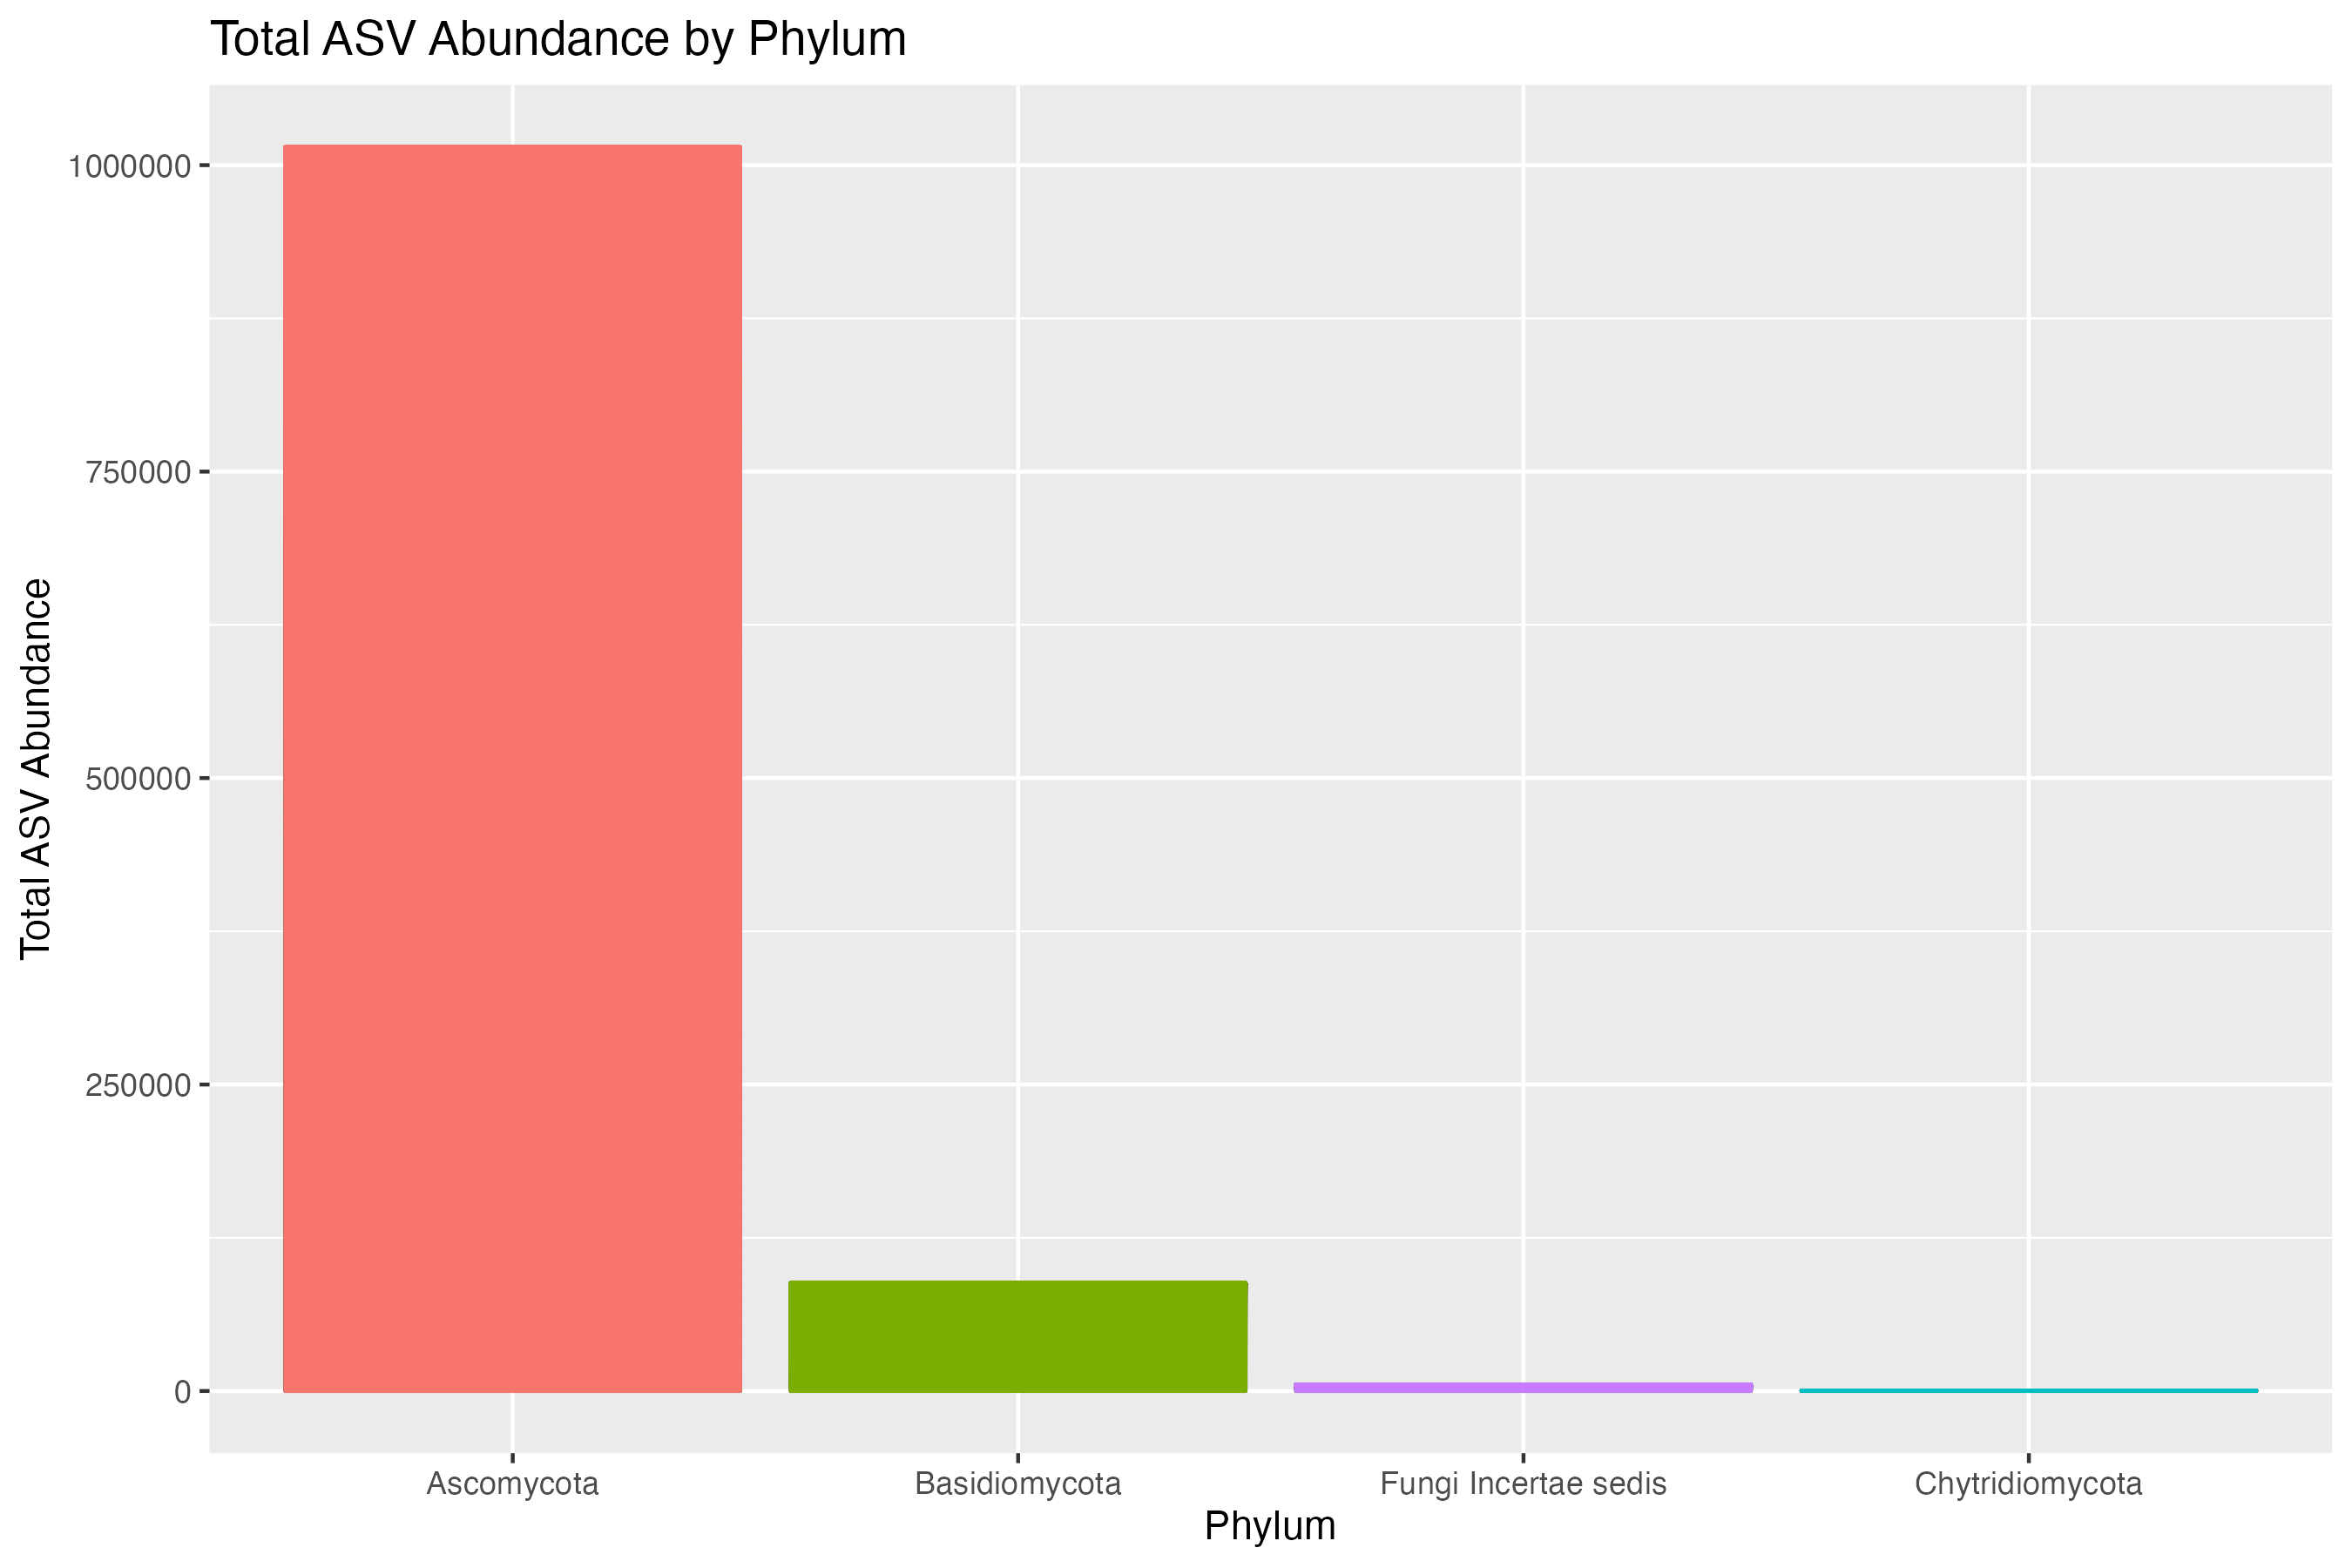 Total ASV Abundance by Phylum
Total ASV Abundance
1000000
750000
500000
250000
0
Ascomycota
Basidiomycota
Fungi Incertae sedis
Chytridiomycota
Phylum